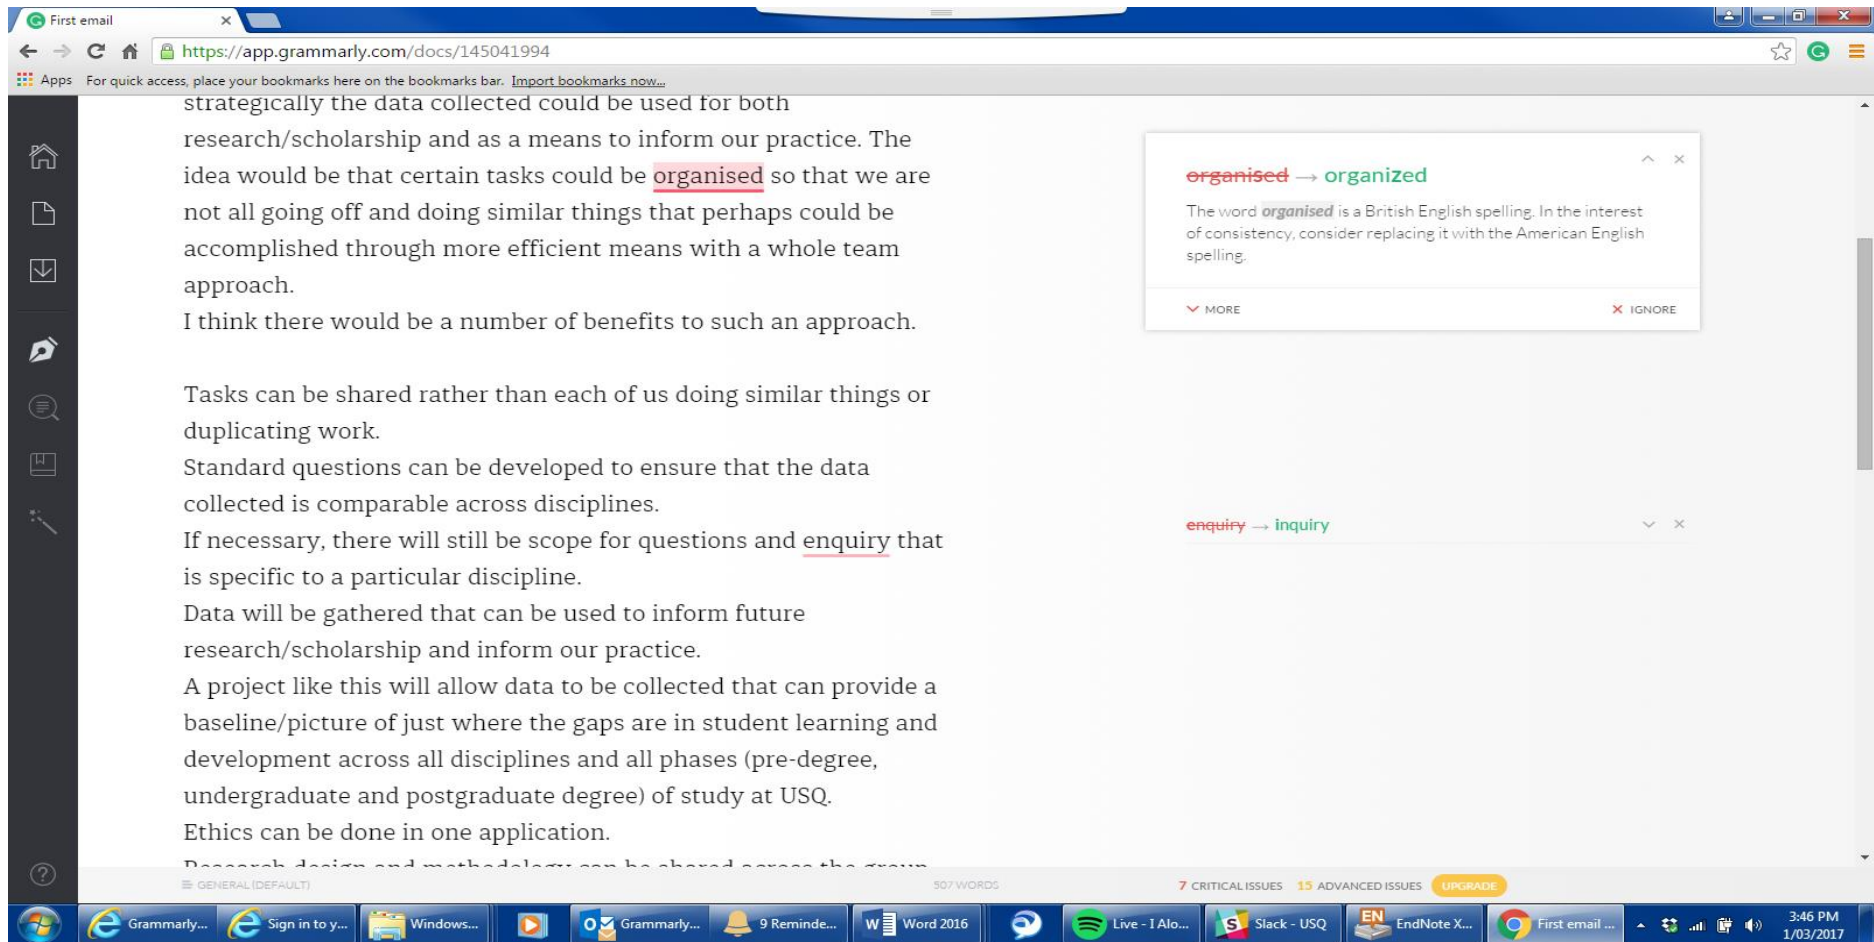 First email
https://app.grammarly.com/docs/145041994
Apps For quick access, place your bookmarks here on the bookmarks bar. Import bookmarks now...
strategically the data collected could be used for both
research/scholarship and as a means to inform our practice. The
idea would be that certain tasks could be organised so that we are
not all going off and doing similar things that perhaps could be
accomplished through more efficient means with a whole team
approach.
I think there would be a number of benefits to such an approach.
Tasks can be shared rather than each of us doing similar things or
duplicating work.
Standard questions can be developed to ensure that the data
collected is comparable across disciplines.
If necessary, there will still be scope for questions and enquiry that
is specific to a particular discipline.
Data will be gathered that can be used to inform future
research/scholarship and inform our practice.
A project like this will allow data to be collected that can provide a
baseline/picture of just where the gaps are in student learning and
development across all disciplines and all phases (pre-degree,
undergraduate and postgraduate degree) of study at USQ.
Ethics can be done in one application.
Research design and methodology can be shared across the group
organised → organized
The word organised is a British English spelling. In the interest
of consistency, consider replacing it with the American English
spelling.
MORE
IGNORE
enquiry → inquiry
GENERAL (DEFAULT)
507 WORDS
7 CRITICAL ISSUES 15 ADVANCED ISSUES UPGRADE
Grammarly... Sign in to y... Windows... Grammarly... 9 Reminde... Word 2016 Live - I Alo... Slack - USQ EndNote X... First email ...
3:46 PM
1/03/2017